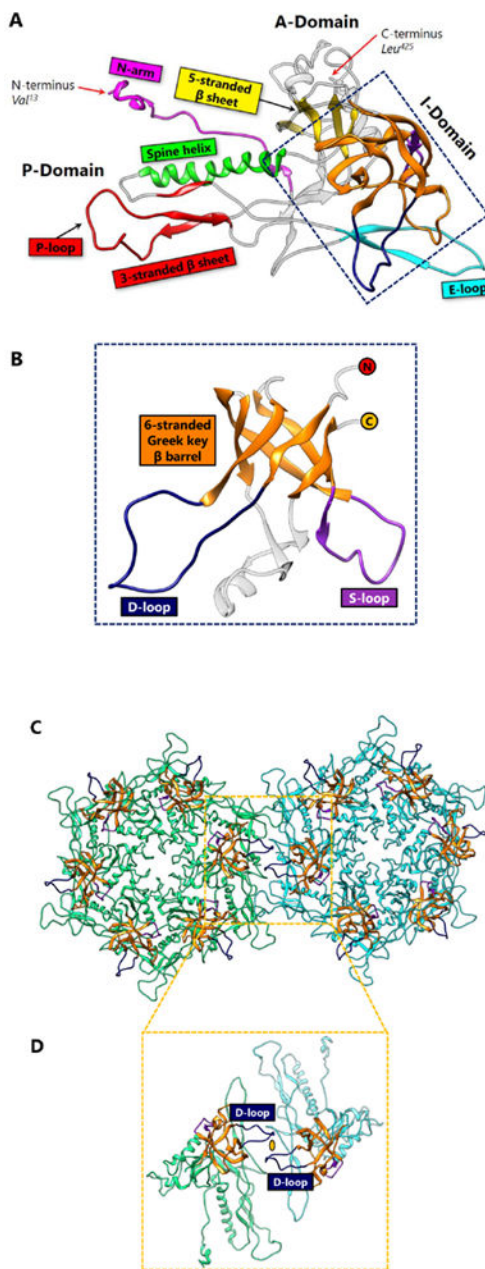 A
A-Domain
C-terminus
Leu⁴²⁵
N-arm
5-stranded
β sheet
N-terminus
Val¹³
I-Domain
Spine helix
P-Domain
P-loop
3-stranded β sheet
E-loop
B
N
C
6-stranded
Greek key
β barrel
D-loop
S-loop
C
D
D-loop
D-loop